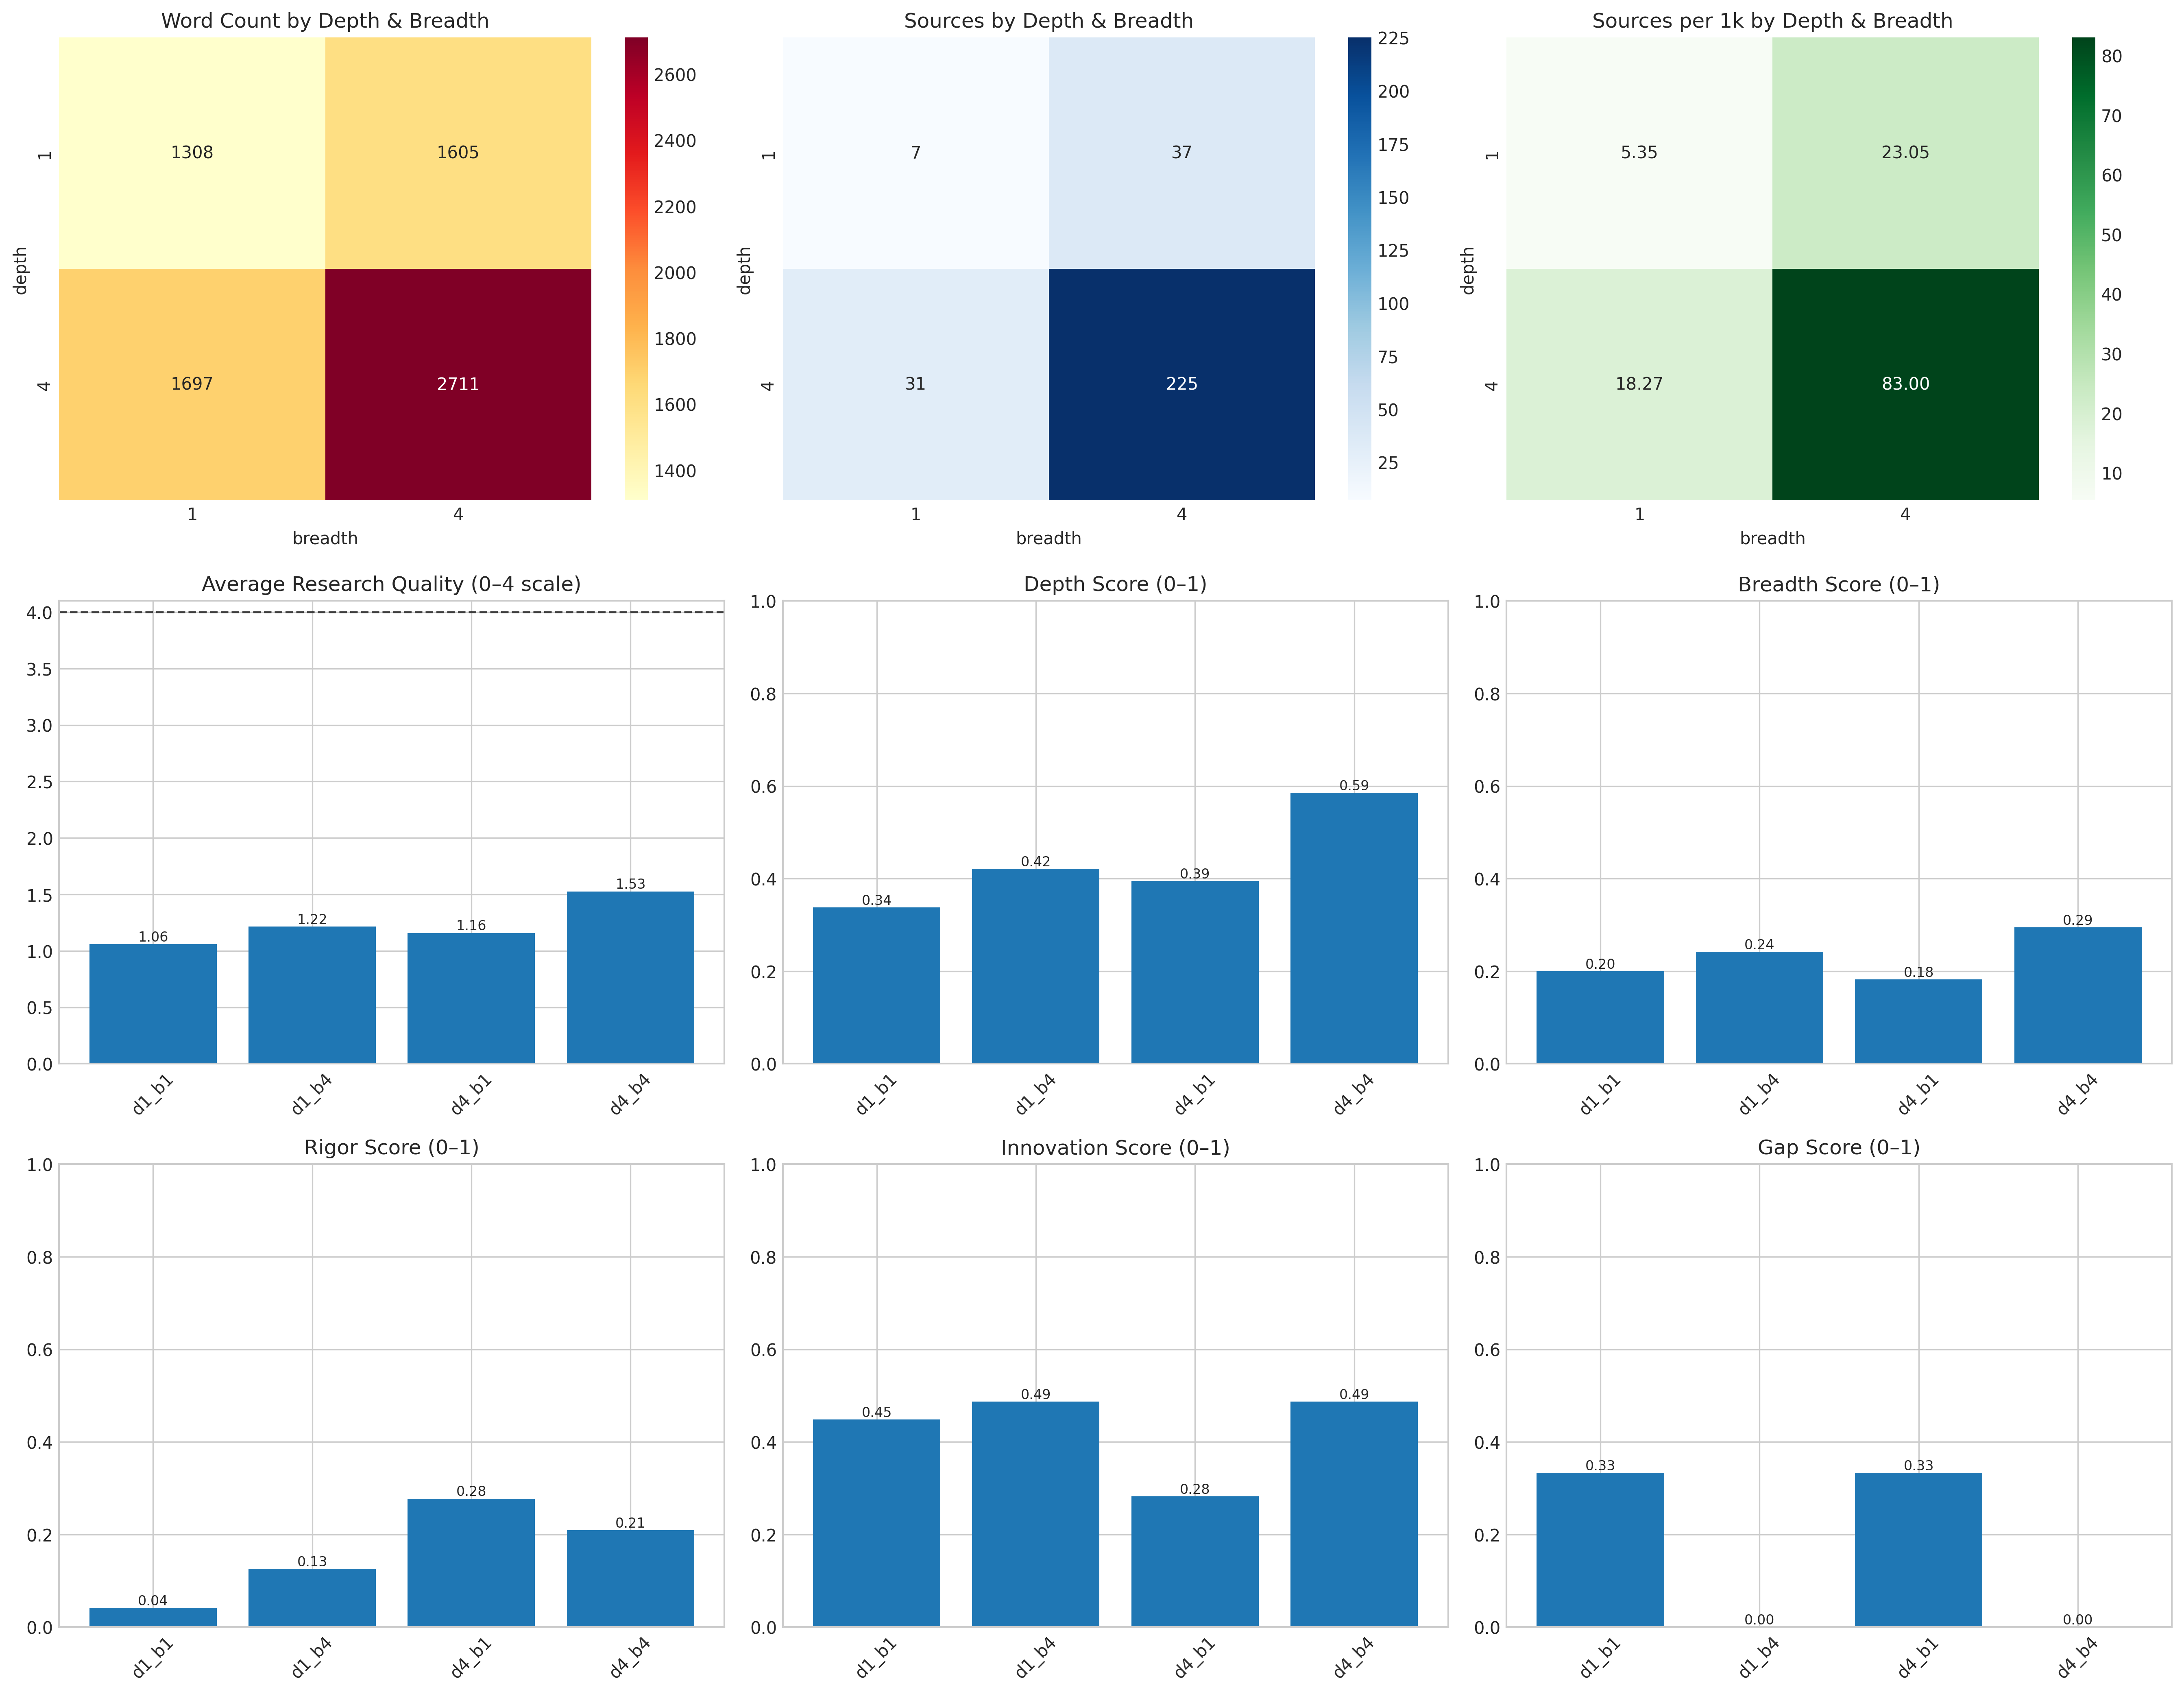 Word Count by Depth & Breadth
1308 1605
1697 2711
1
4
depth
1 4
breadth
2600
2400
2200
2000
1800
1600
1400
Sources by Depth & Breadth
7 37
31 225
1
4
depth
1 4
breadth
225
200
175
150
125
100
75
50
25
Sources per 1k by Depth & Breadth
5.35 23.05
18.27 83.00
1
4
depth
1 4
breadth
80
70
60
50
40
30
20
10
Average Research Quality (0–4 scale)
4.0
3.5
3.0
2.5
2.0
1.5
1.0
0.5
0.0
1.06 1.22 1.16 1.53
d1_b1 d1_b4 d4_b1 d4_b4
Depth Score (0–1)
1.0
0.8
0.6
0.4
0.2
0.0
0.34 0.42 0.39 0.59
d1_b1 d1_b4 d4_b1 d4_b4
Breadth Score (0–1)
1.0
0.8
0.6
0.4
0.2
0.0
0.20 0.24 0.18 0.29
d1_b1 d1_b4 d4_b1 d4_b4
Rigor Score (0–1)
1.0
0.8
0.6
0.4
0.2
0.0
0.04 0.13 0.28 0.21
d1_b1 d1_b4 d4_b1 d4_b4
Innovation Score (0–1)
1.0
0.8
0.6
0.4
0.2
0.0
0.45 0.49 0.28 0.49
d1_b1 d1_b4 d4_b1 d4_b4
Gap Score (0–1)
1.0
0.8
0.6
0.4
0.2
0.0
0.33 0.00 0.33 0.00
d1_b1 d1_b4 d4_b1 d4_b4